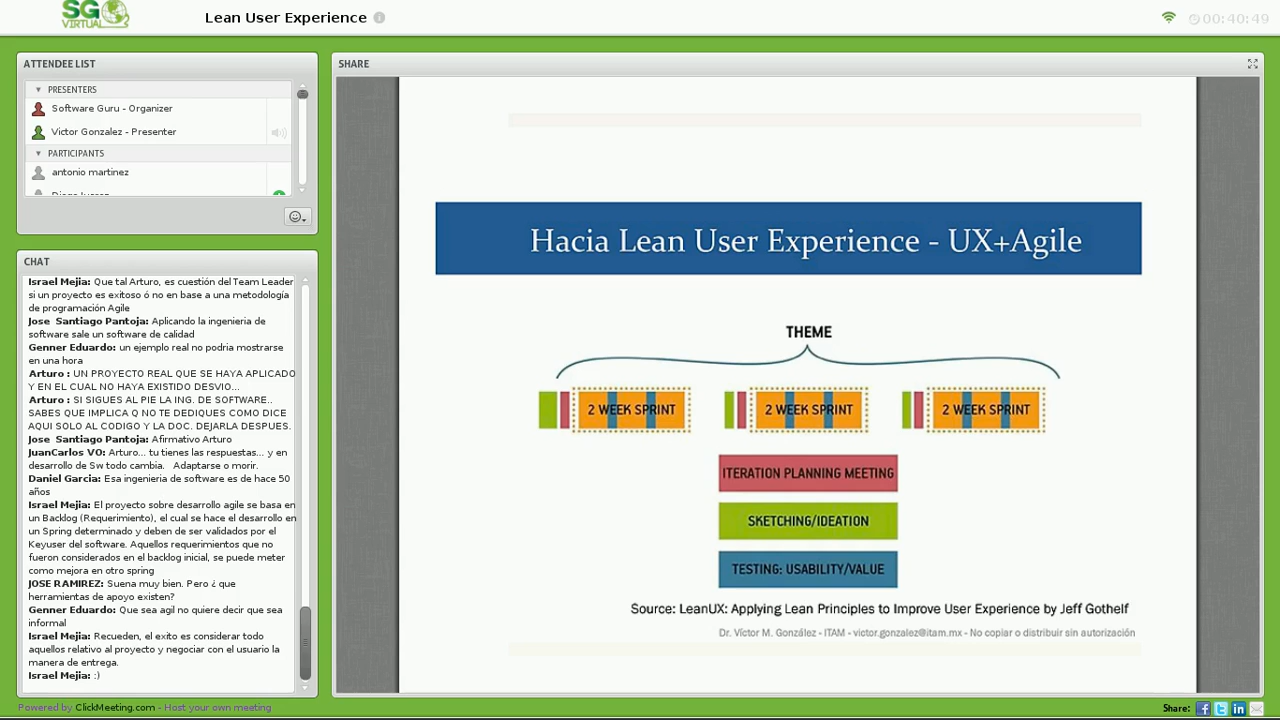 SG VIRTUAL
Lean User Experience
00:40:49
ATTENDEE LIST
PRESENTERS
Software Guru - Organizer
Victor Gonzalez - Presenter
PARTICIPANTS
antonio martinez
CHAT
Israel Mejia: Que tal Arturo, es cuestión del Team Leader
si un proyecto es exitoso ó no en base a una metodología
de programación Agile
Jose Santiago Pantoja: Aplicando la ingenieria de
software sale un software de calidad
Genner Eduardo: un ejemplo real no podria mostrarse
en una hora
Arturo : UN PROYECTO REAL QUE SE HAYA APLICADO
Y EN EL CUAL NO HAYA EXISTIDO DESVIO...
Arturo : SI SIGUES AL PIE LA ING. DE SOFTWARE..
SABES QUE IMPLICA Q NO TE DEDIQUES COMO DICE
AQUI SOLO AL CODIGO Y LA DOC. DEJARLA DESPUES.
Jose Santiago Pantoja: Afirmativo Arturo
JuanCarlos VO: Arturo... tu tienes las respuestas... y en
desarrollo de Sw todo cambia. Adaptarse o morir.
Daniel Garcia: Esa ingenieria de software es de hace 50
años
Israel Mejia: El proyecto sobre desarrollo agile se basa en
un Backlog (Requerimiento), el cual se hace el desarrollo en
un Spring determinado y deben de ser validados por el
Keyuser del software. Aquellos requerimientos que no
fueron considerados en el backlog inicial, se puede meter
como mejora en otro spring
JOSE RAMIREZ: Suena muy bien. Pero ¿ que
herramientas de apoyo existen?
Genner Eduardo: Que sea agil no quiere decir que sea
informal
Israel Mejia: Recueden, el exito es considerar todo
aquellos relativo al proyecto y negociar con el usuario la
manera de entrega.
Israel Mejia: :)
SHARE
Hacia Lean User Experience - UX+Agile
THEME
2 WEEK SPRINT
2 WEEK SPRINT
2 WEEK SPRINT
ITERATION PLANNING MEETING
SKETCHING/IDEATION
TESTING: USABILITY/VALUE
Source: LeanUX: Applying Lean Principles to Improve User Experience by Jeff Gothelf
Dr. Víctor M. González - ITAM - victor.gonzalez@itam.mx - No copiar o distribuir sin autorización
Powered by ClickMeeting.com - Host your own meeting
Share: